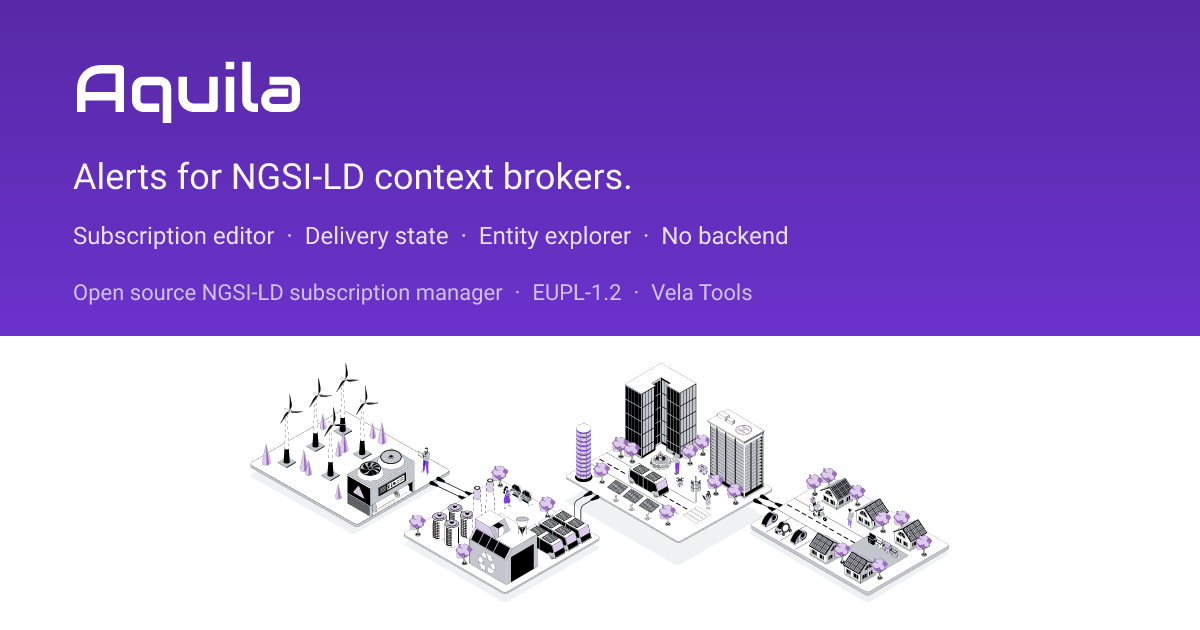 Aquila
Alerts for NGSI-LD context brokers.
Subscription editor · Delivery state · Entity explorer · No backend
Open source NGSI-LD subscription manager · EUPL-1.2 · Vela Tools